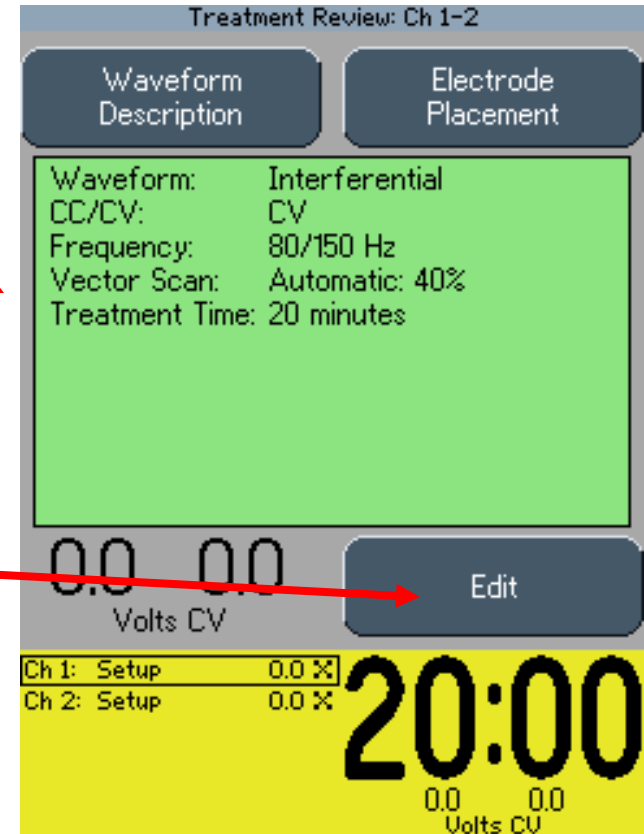 Treatment Review: Ch 1-2
Waveform Description
Electrode Placement
Waveform: Interferential
CC/CV: CV
Frequency: 80/150 Hz
Vector Scan: Automatic: 40%
Treatment Time: 20 minutes
0.0 0.0
Volts CV
Edit
Ch 1: Setup 0.0 %
Ch 2: Setup 0.0 %
20:00
0.0 0.0
Volts CV